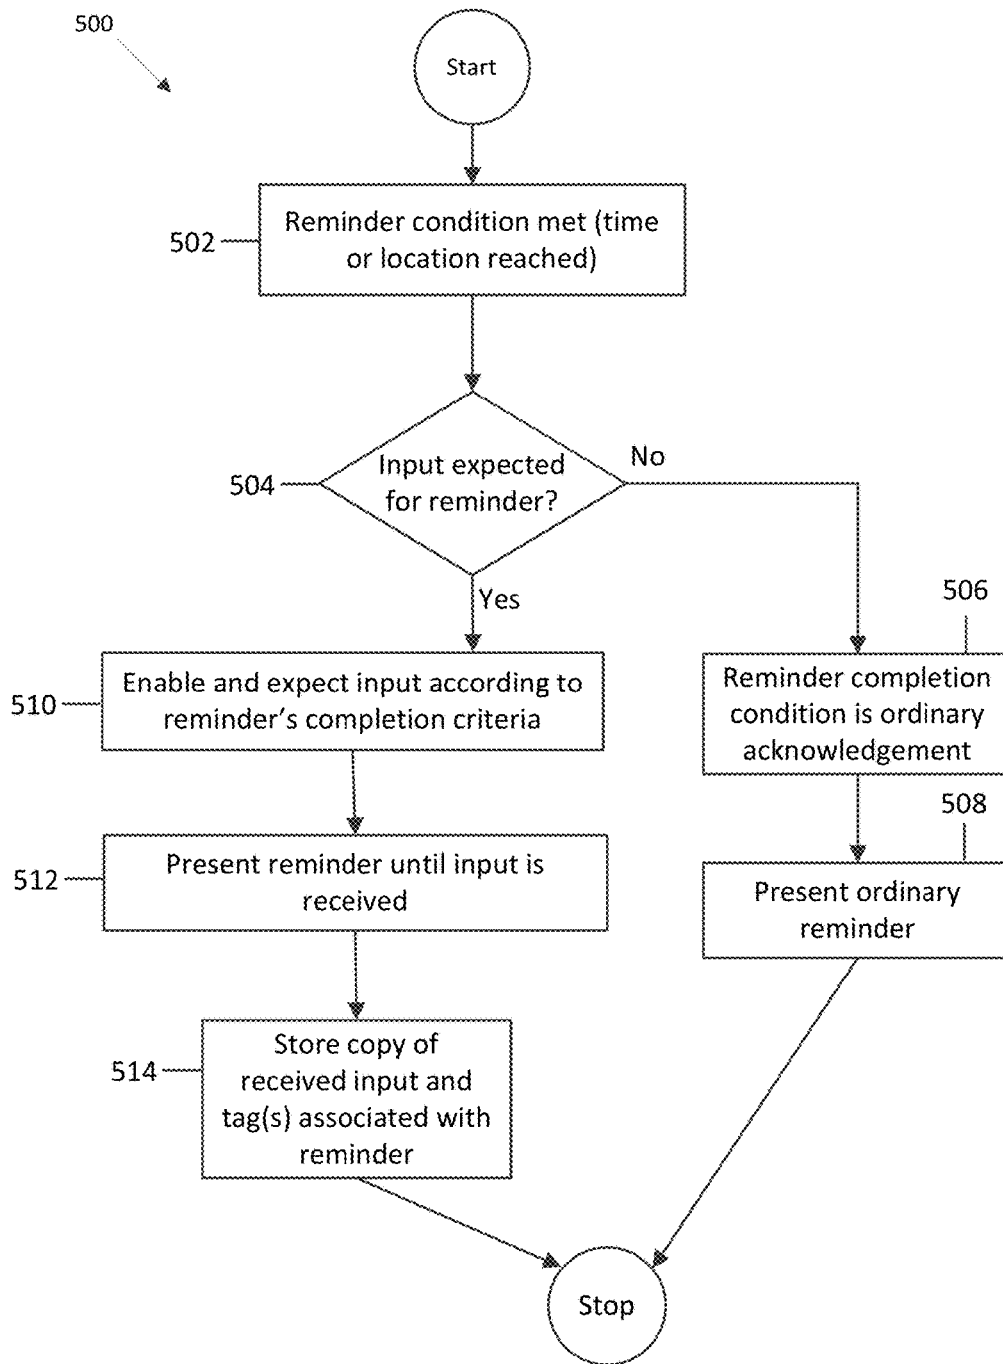 500
Start
502
Reminder condition met (time
or location reached)
504
Input expected
for reminder?
No
Yes
506
510
Enable and expect input according to
reminder's completion criteria
Reminder completion
condition is ordinary
acknowledgement
508
512
Present reminder until input is
received
Present ordinary
reminder
514
Store copy of
received input and
tag(s) associated with
reminder
Stop